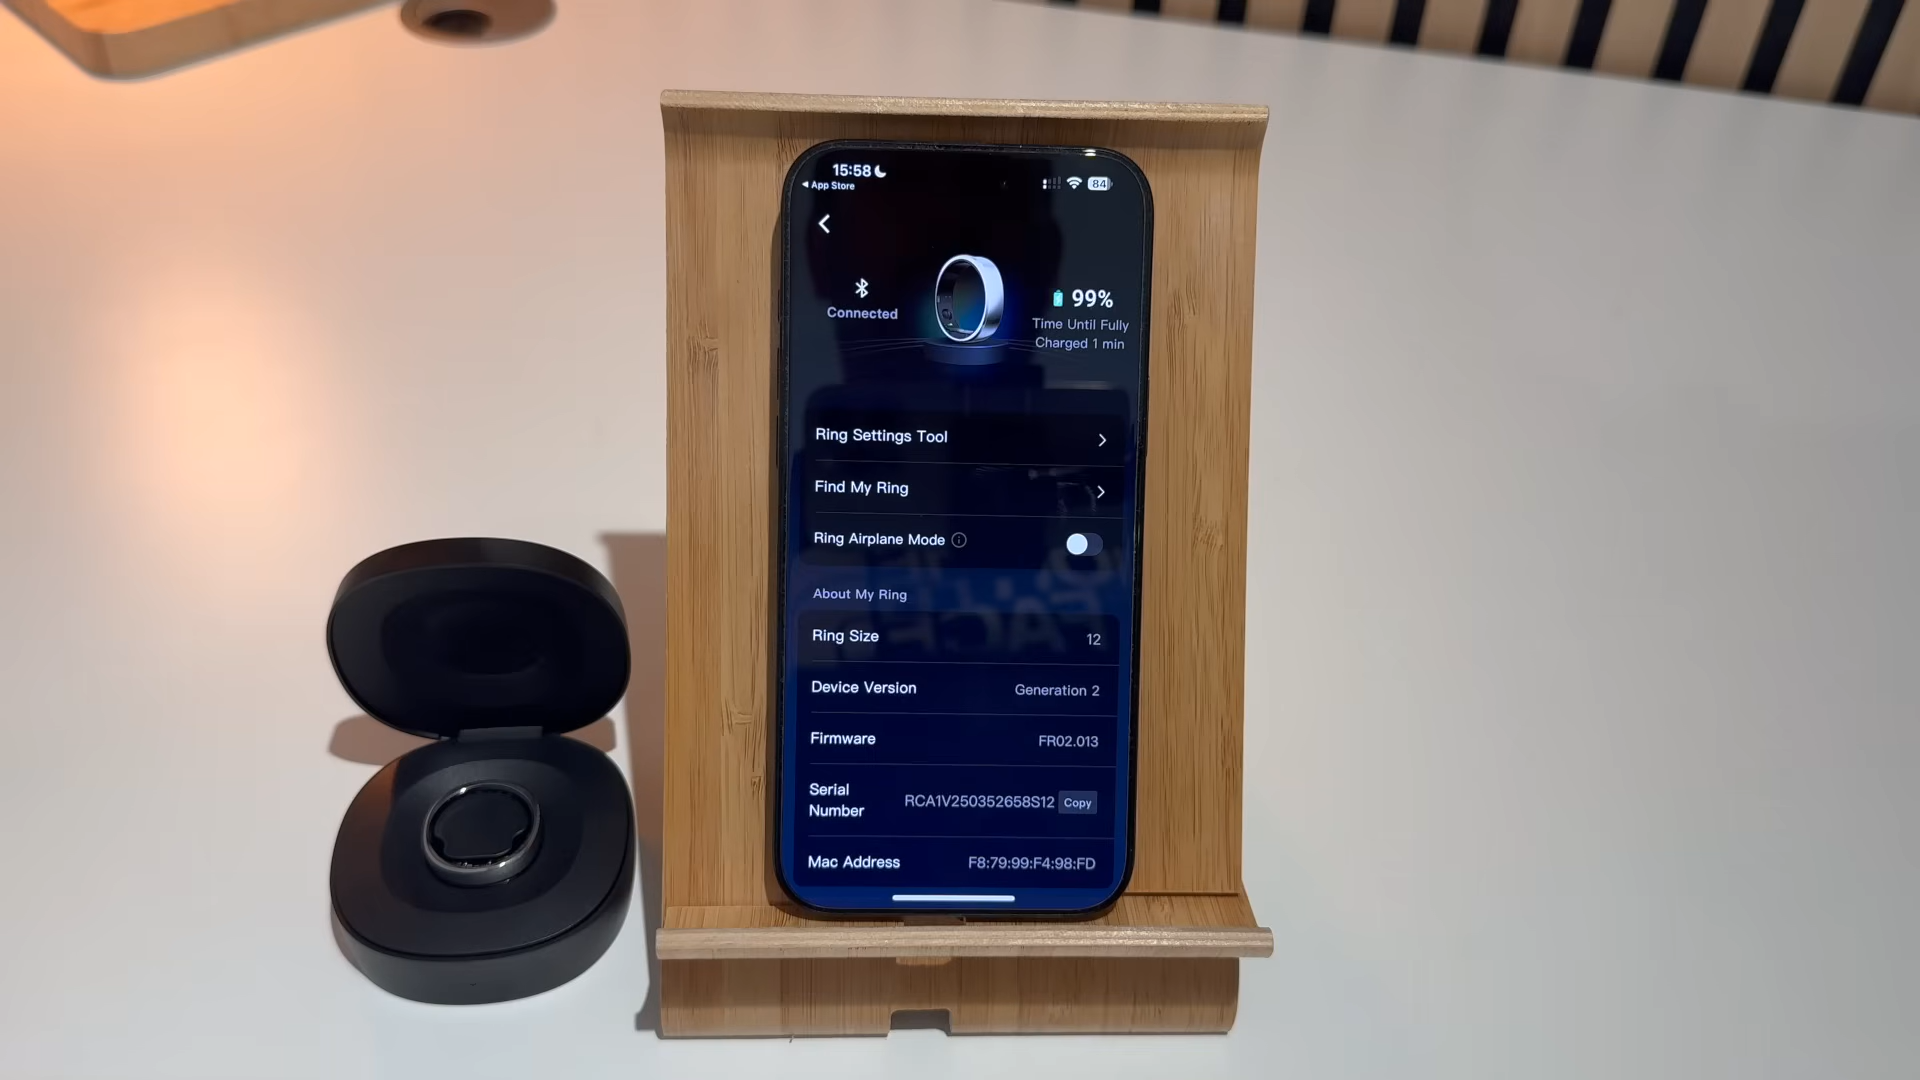 15:58
84
App Store
Connected
99%
Time Until Fully
Charged 1 min
Ring Settings Tool
Find My Ring
Ring Airplane Mode
About My Ring
Ring Size 12
Device Version Generation 2
Firmware FR02.013
Serial
Number RCA1V250352658S12 Copy
Mac Address F8:79:99:F4:98:FD